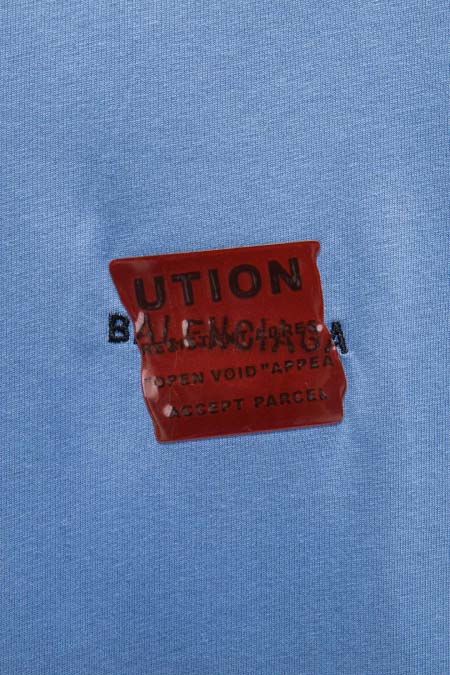 UTION
BALENCIAGA
"OPEN VOID "APPEA
ACCEPT PARCEL